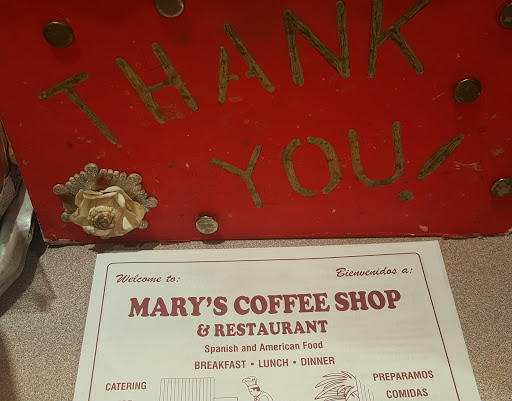 THANK
YOU!
Welcome to: Bienvenidos a:
MARY'S COFFEE SHOP
& RESTAURANT
Spanish and American Food
BREAKFAST • LUNCH • DINNER
CATERING PREPARAMOS
COMIDAS